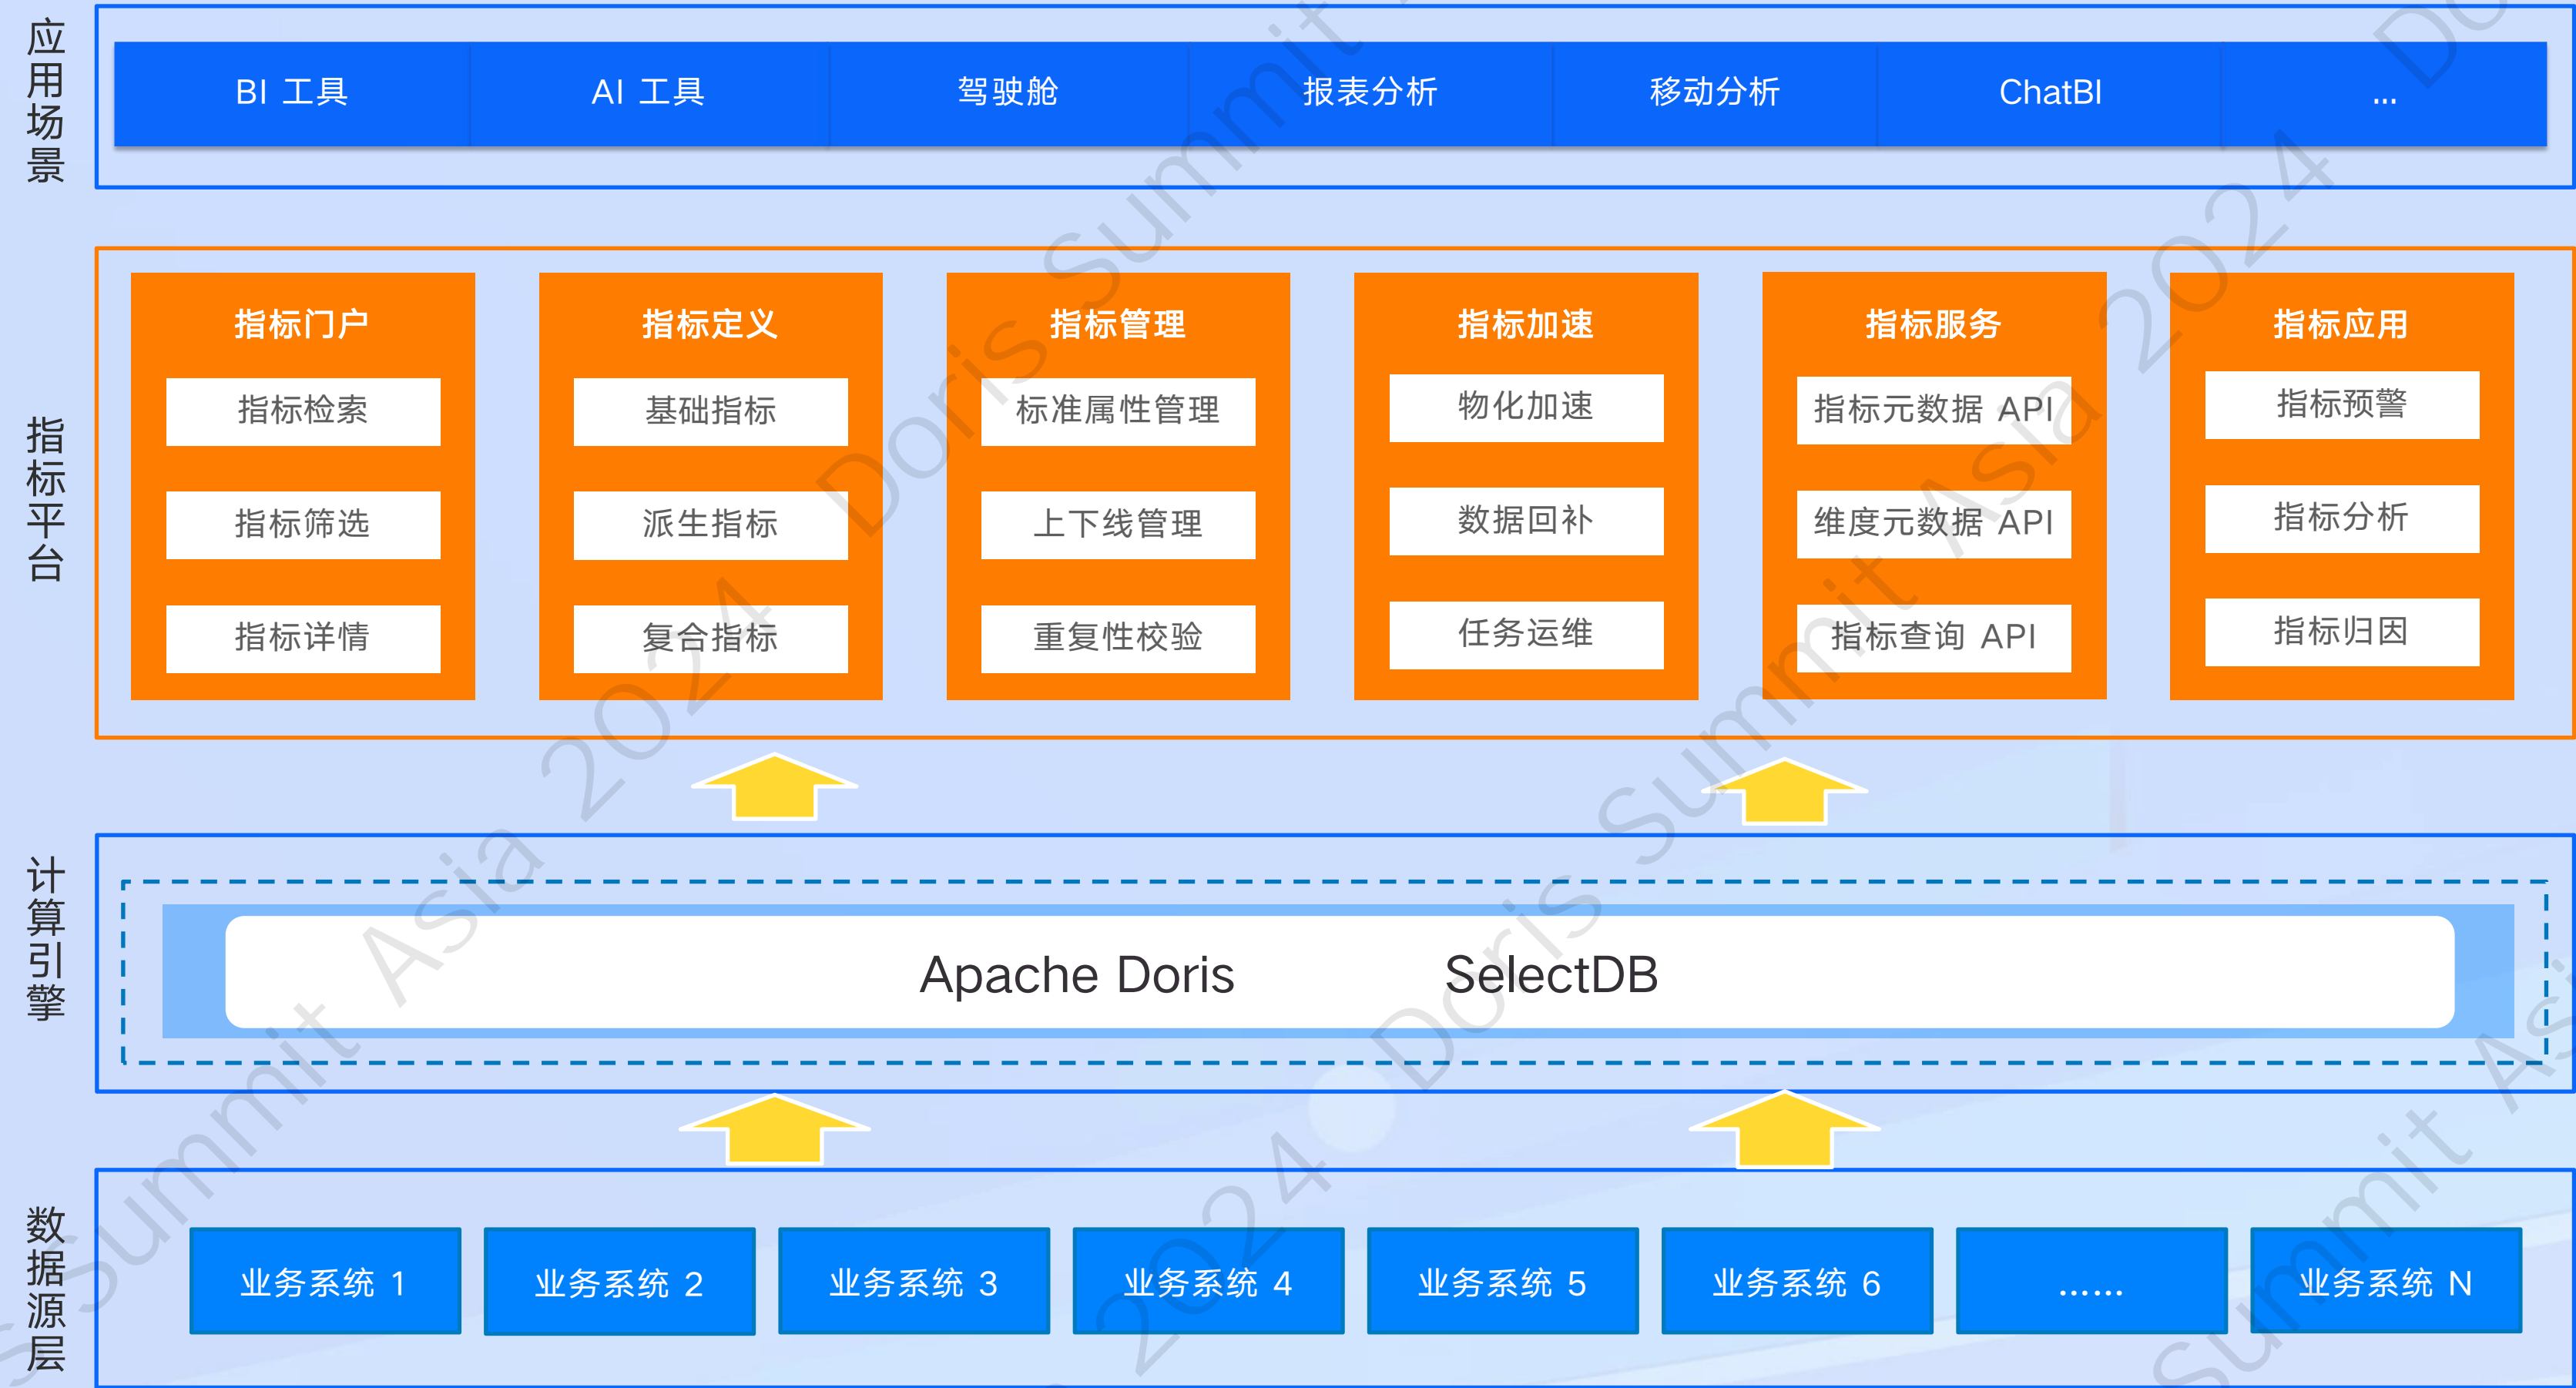 应用场景
BI 工具
AI 工具
驾驶舱
报表分析
移动分析
ChatBI
...
指标平台
指标门户
指标检索
指标筛选
指标详情
指标定义
基础指标
派生指标
复合指标
指标管理
标准属性管理
上下线管理
重复性校验
指标加速
物化加速
数据回补
任务运维
指标服务
指标元数据 API
维度元数据 API
指标查询 API
指标应用
指标预警
指标分析
指标归因
计算引擎
Apache Doris
SelectDB
数据源层
业务系统 1
业务系统 2
业务系统 3
业务系统 4
业务系统 5
业务系统 6
......
业务系统 N
Doris Summit Asia 2024